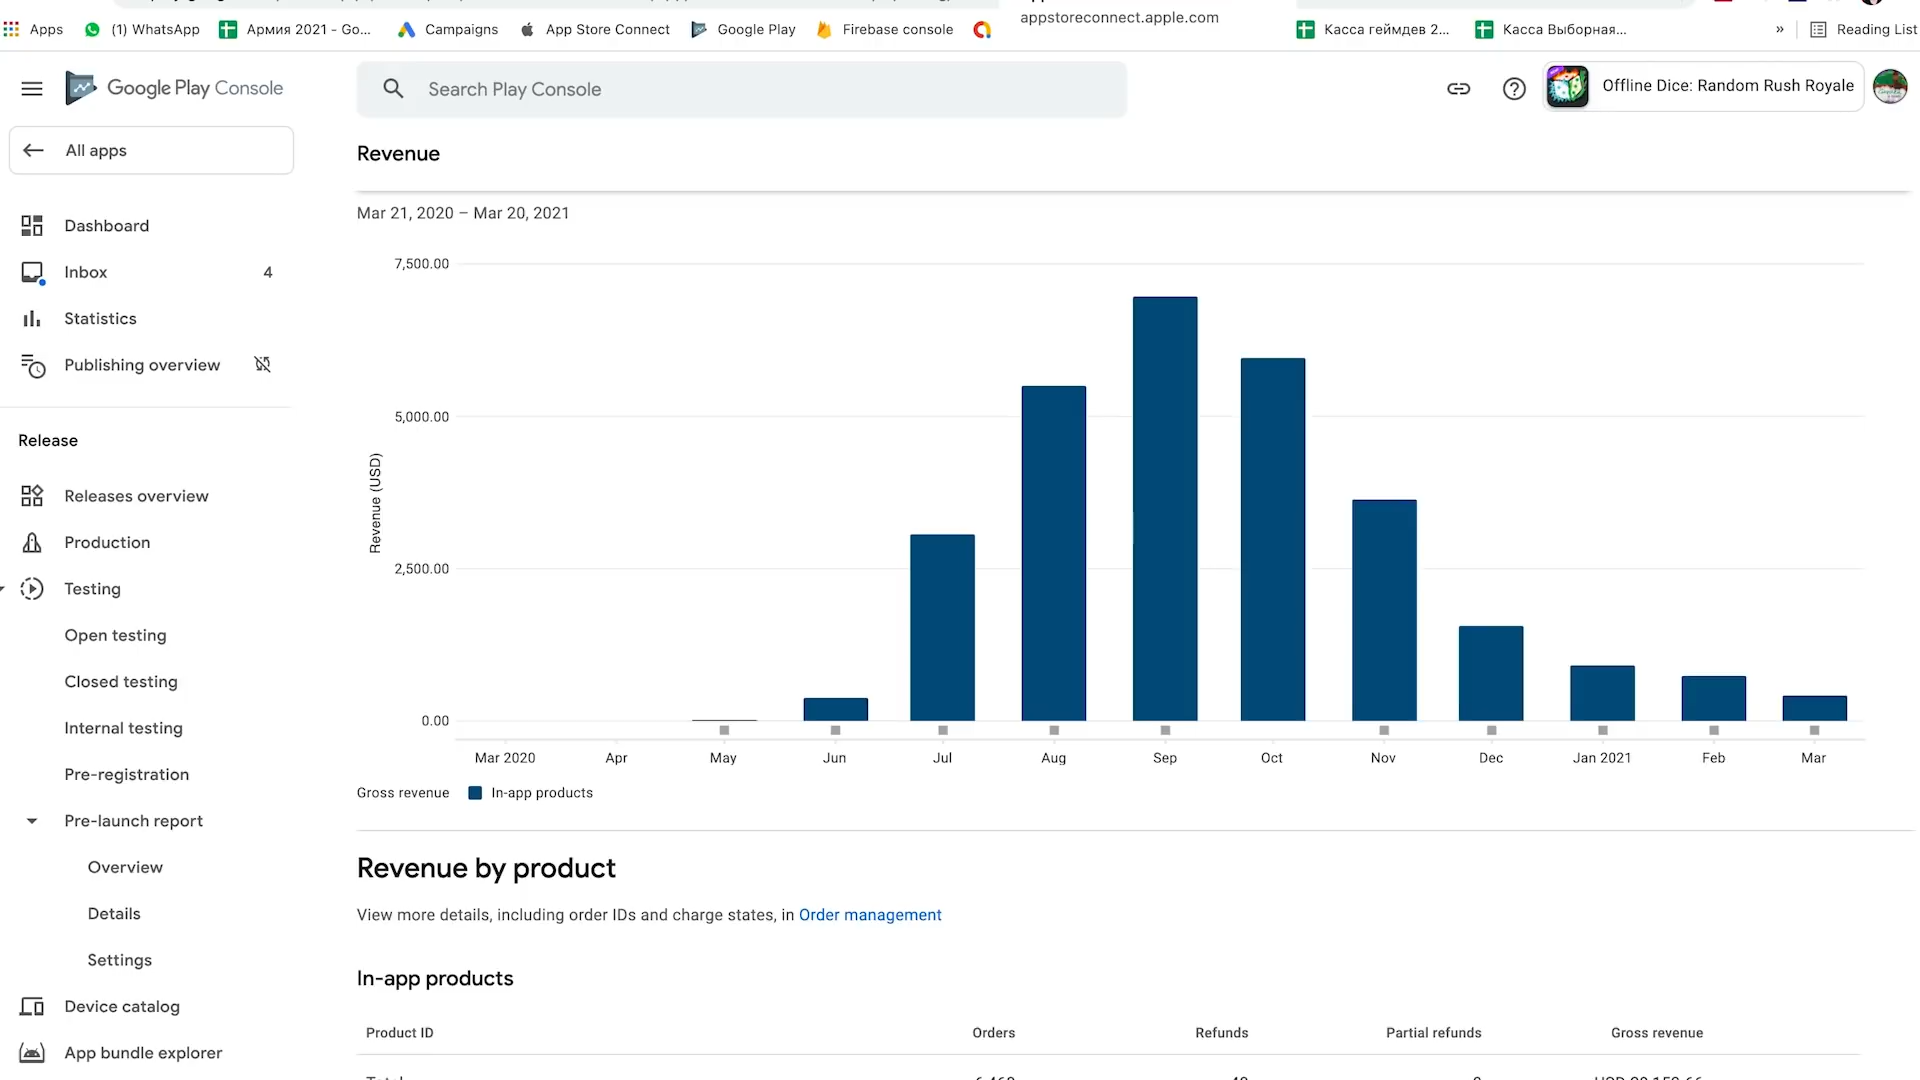 appstoreconnect.apple.com
Apps
(1) WhatsApp
Армия 2021 - Go...
Campaigns
App Store Connect
Google Play
Firebase console
Касса геймдев 2...
Касса Выборная...
»
Reading List
Google Play Console
Search Play Console
Offline Dice: Random Rush Royale
All apps
Dashboard
Inbox 4
Statistics
Publishing overview
Release
Releases overview
Production
Testing
Open testing
Closed testing
Internal testing
Pre-registration
Pre-launch report
Overview
Details
Settings
Device catalog
App bundle explorer
Revenue
Mar 21, 2020 – Mar 20, 2021
Revenue (USD)
7,500.00
5,000.00
2,500.00
0.00
Mar 2020 Apr May Jun Jul Aug Sep Oct Nov Dec Jan 2021 Feb Mar
Gross revenue In-app products
Revenue by product
View more details, including order IDs and charge states, in Order management
In-app products
Product ID Orders Refunds Partial refunds Gross revenue